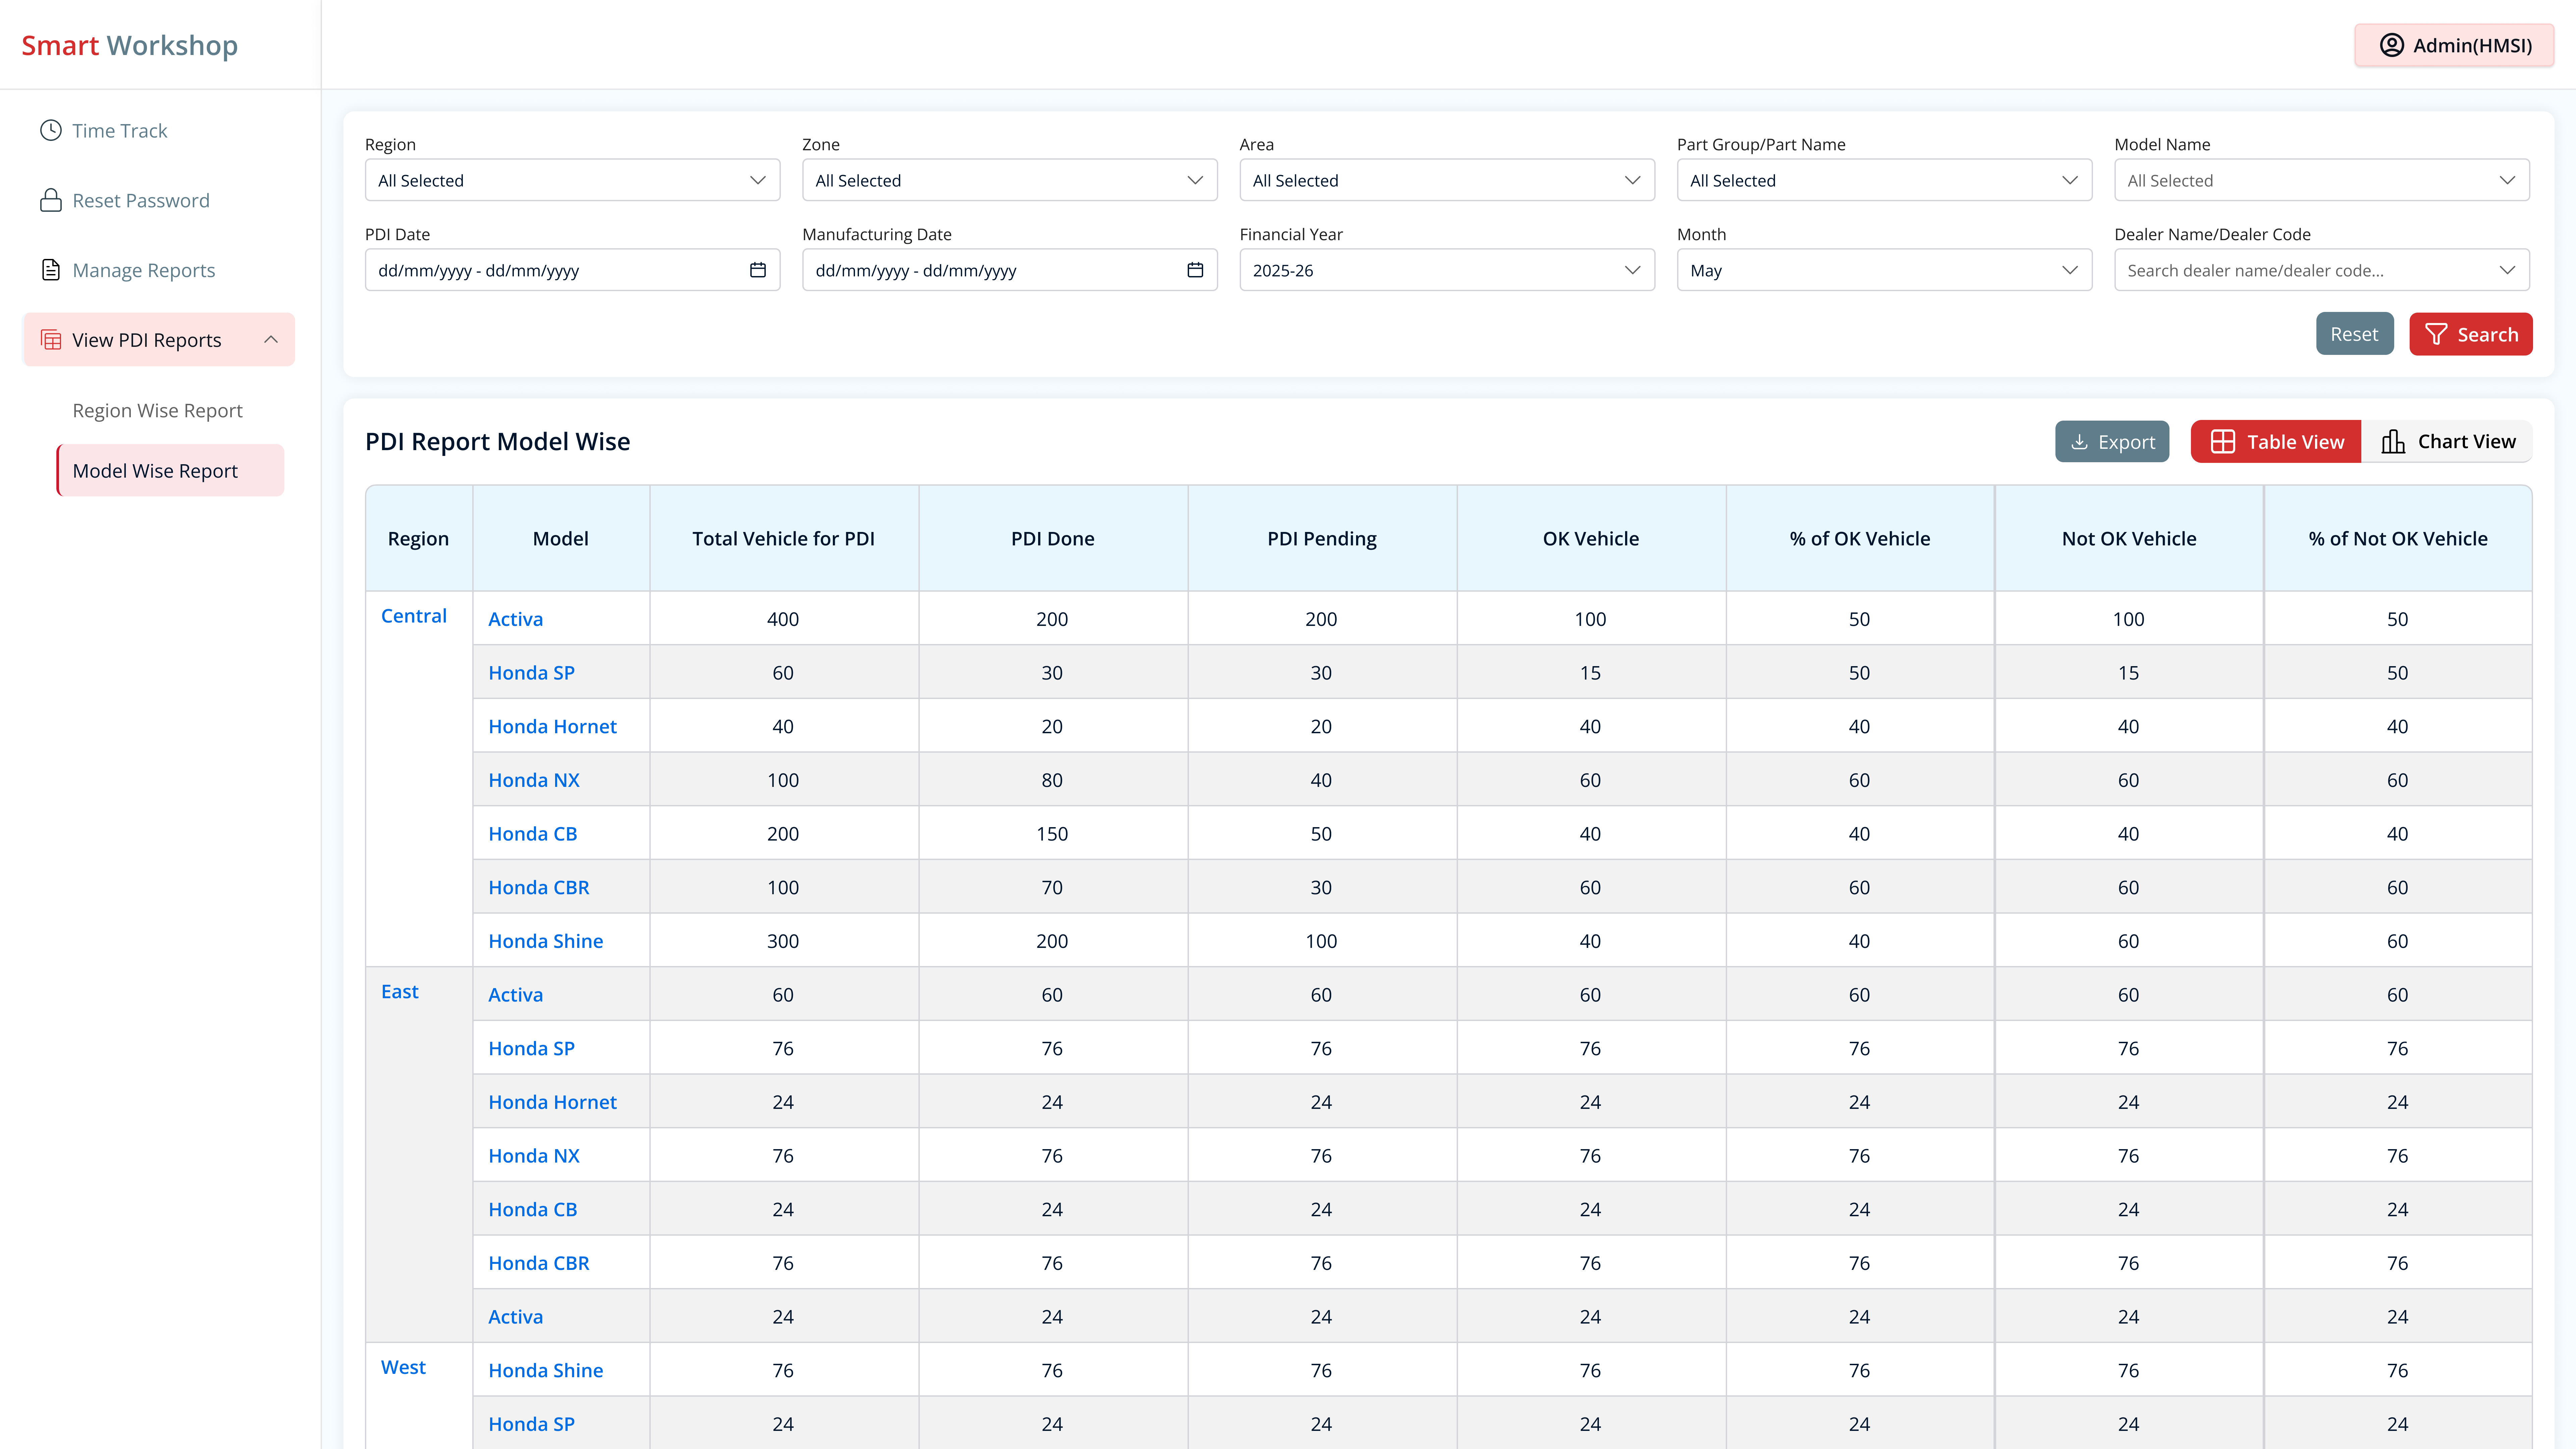 Smart Workshop
Admin(HMSI)
Time Track
Reset Password
Manage Reports
View PDI Reports
Region Wise Report
Model Wise Report
Region Zone Area Part Group/Part Name Model Name
All Selected All Selected All Selected All Selected All Selected
PDI Date Manufacturing Date Financial Year Month Dealer Name/Dealer Code
dd/mm/yyyy - dd/mm/yyyy dd/mm/yyyy - dd/mm/yyyy 2025-26 May Search dealer name/dealer code...
Reset Search
PDI Report Model Wise Export Table View Chart View
Region Model Total Vehicle for PDI PDI Done PDI Pending OK Vehicle % of OK Vehicle Not OK Vehicle % of Not OK Vehicle
Central Activa 400 200 200 100 50 100 50
Honda SP 60 30 30 15 50 15 50
Honda Hornet 40 20 20 40 40 40 40
Honda NX 100 80 40 60 60 60 60
Honda CB 200 150 50 40 40 40 40
Honda CBR 100 70 30 60 60 60 60
Honda Shine 300 200 100 40 40 60 60
East Activa 60 60 60 60 60 60 60
Honda SP 76 76 76 76 76 76 76
Honda Hornet 24 24 24 24 24 24 24
Honda NX 76 76 76 76 76 76 76
Honda CB 24 24 24 24 24 24 24
Honda CBR 76 76 76 76 76 76 76
Activa 24 24 24 24 24 24 24
West Honda Shine 76 76 76 76 76 76 76
Honda SP 24 24 24 24 24 24 24